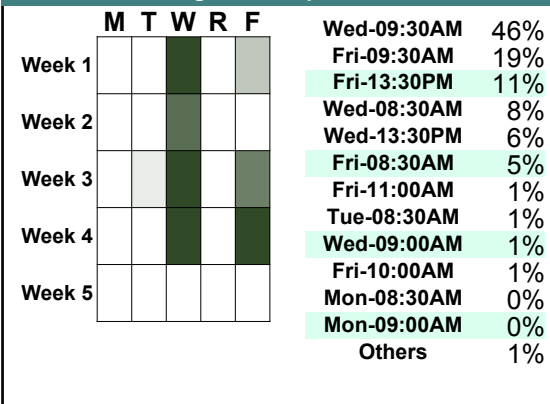 M T W R F
Week 1
Week 2
Week 3
Week 4
Week 5
Wed-09:30AM 46%
Fri-09:30AM 19%
Fri-13:30PM 11%
Wed-08:30AM 8%
Wed-13:30PM 6%
Fri-08:30AM 5%
Fri-11:00AM 1%
Tue-08:30AM 1%
Wed-09:00AM 1%
Fri-10:00AM 1%
Mon-08:30AM 0%
Mon-09:00AM 0%
Others 1%